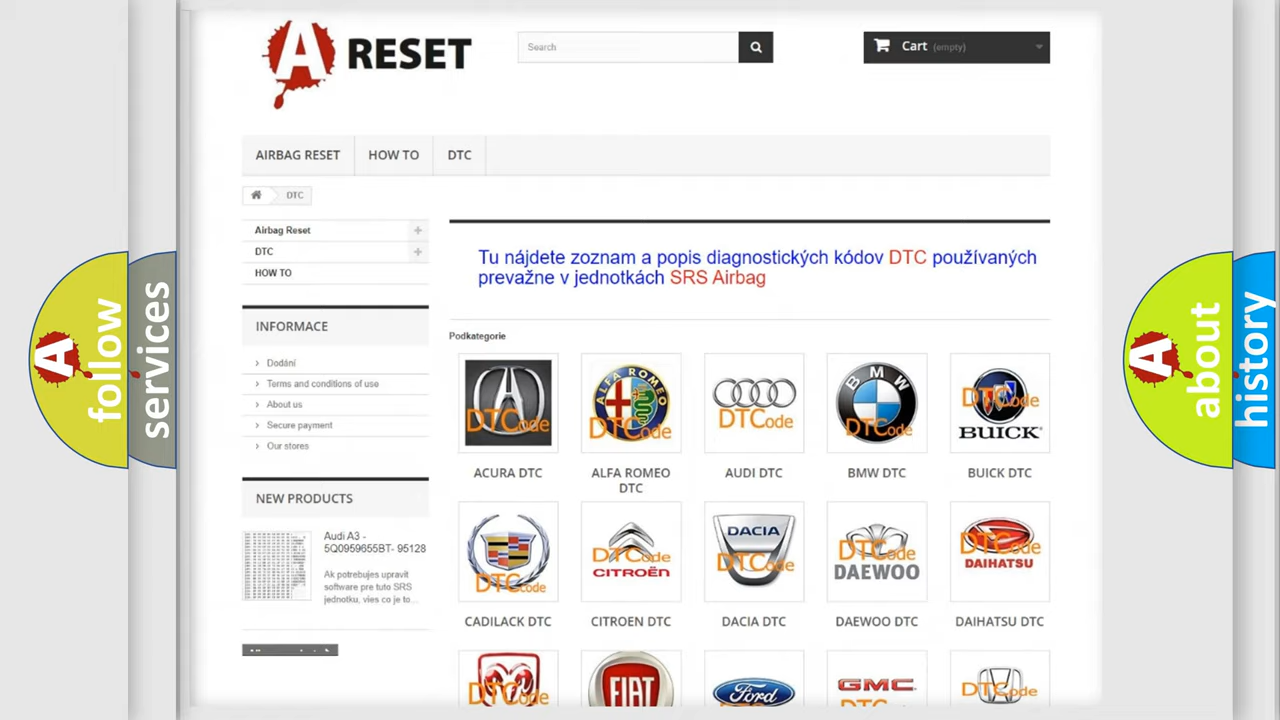 A RESET
Search
Cart (empty)
AIRBAG RESET
HOW TO
DTC
DTC
Airbag Reset
DTC
HOW TO
Tu nájdete zoznam a popis diagnostických kódov DTC používaných
prevažne v jednotkách SRS Airbag
INFORMACE
Dodání
Terms and conditions of use
About us
Secure payment
Our stores
Podkategorie
DTCode
ALFA ROMEO
DTCode
DTCode
BMW
DTCode
DTCode
BUICK
ACURA DTC
ALFA ROMEO
DTC
AUDI DTC
BMW DTC
BUICK DTC
NEW PRODUCTS
Audi A3 -
5Q0959655BT- 95128
Ak potrebujes upravit
software pre tuto SRS
jednotku, vies co je to...
DTCode
DTCode
CITROËN
DACIA
DTCode
DTCode
DAEWOO
DTCode
DAIHATSU
CADILACK DTC
CITROEN DTC
DACIA DTC
DAEWOO DTC
DAIHATSU DTC
DTCode
FIAT
Ford
GMC
DTCode
A follow
services
A about
history